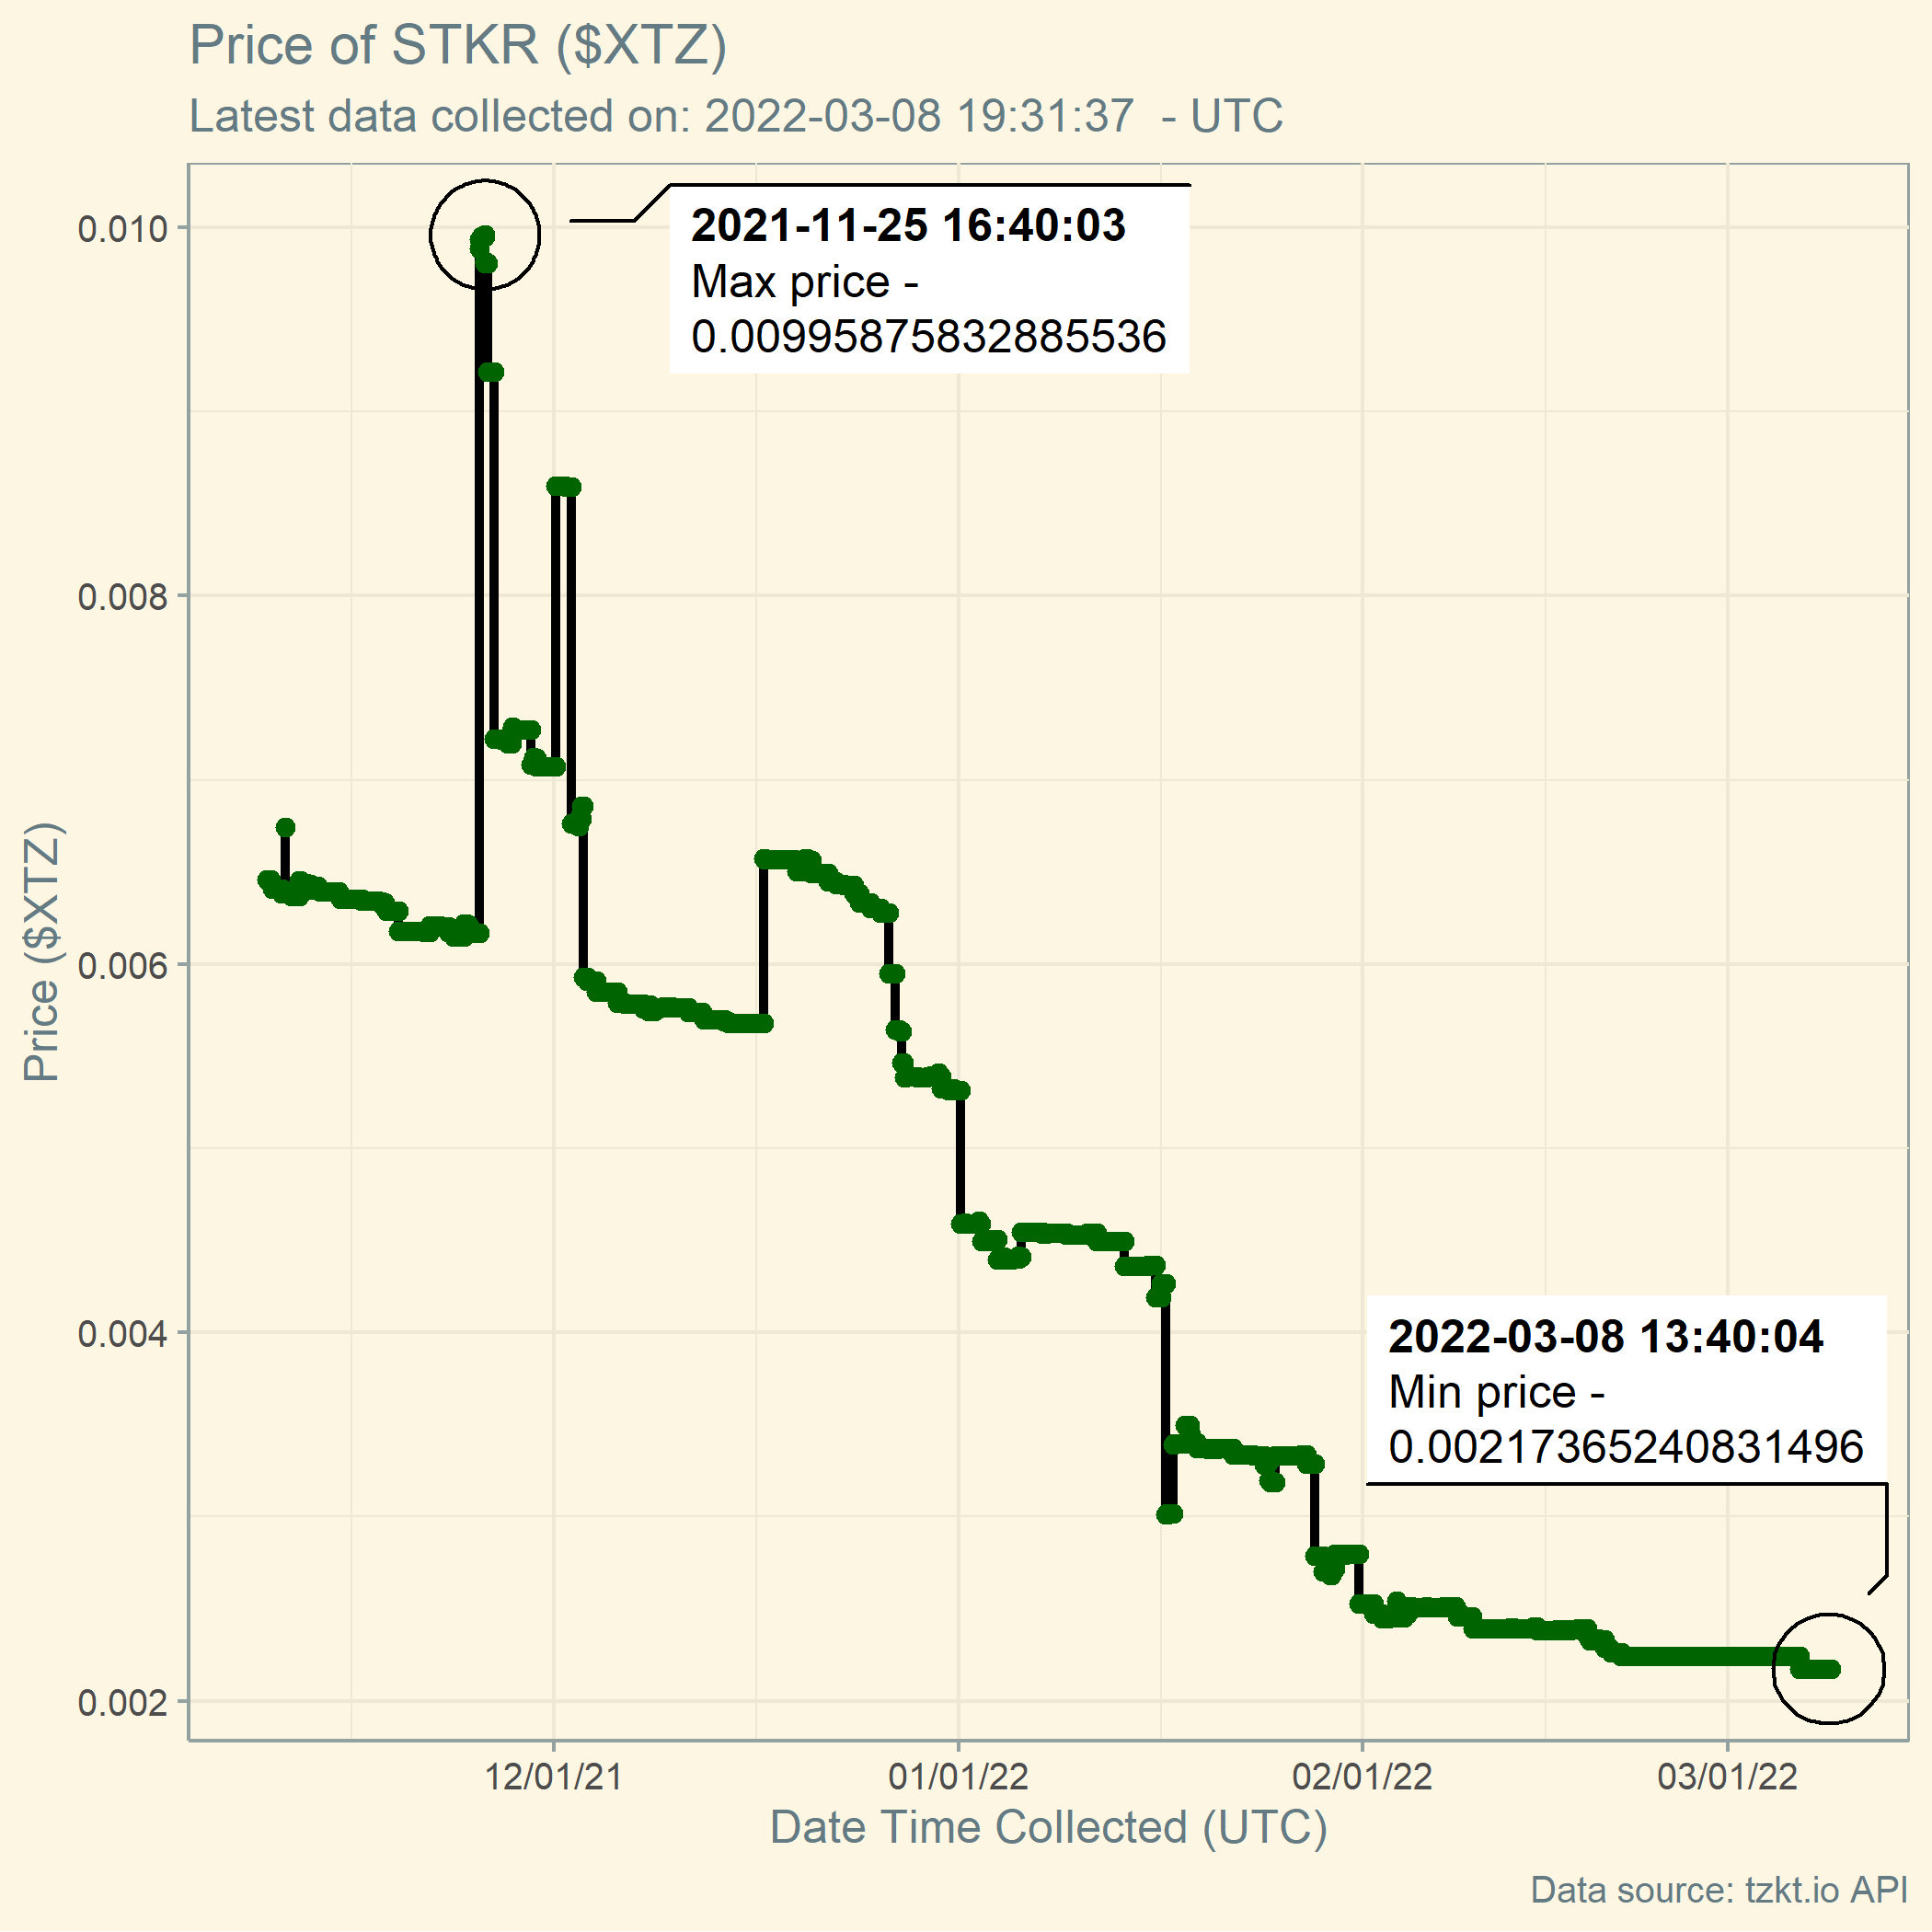 Price of STKR ($XTZ)
Latest data collected on: 2022-03-08 19:31:37  - UTC
2021-11-25 16:40:03
Max price -
0.00995875832885536
2022-03-08 13:40:04
Min price -
0.00217365240831496
Price ($XTZ)
0.010
0.008
0.006
0.004
0.002
12/01/21
01/01/22
02/01/22
03/01/22
Date Time Collected (UTC)
Data source: tzkt.io API